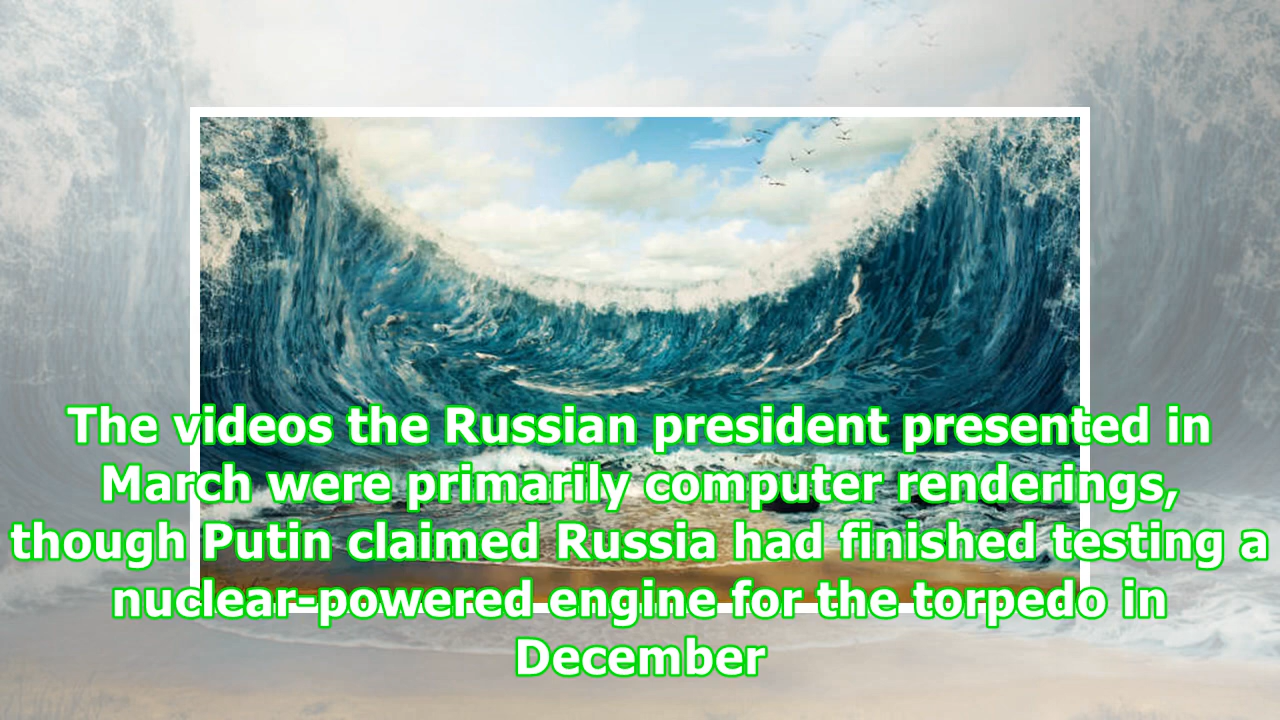 The videos the Russian president presented in
March were primarily computer renderings,
though Putin claimed Russia had finished testing a
nuclear-powered engine for the torpedo in
December